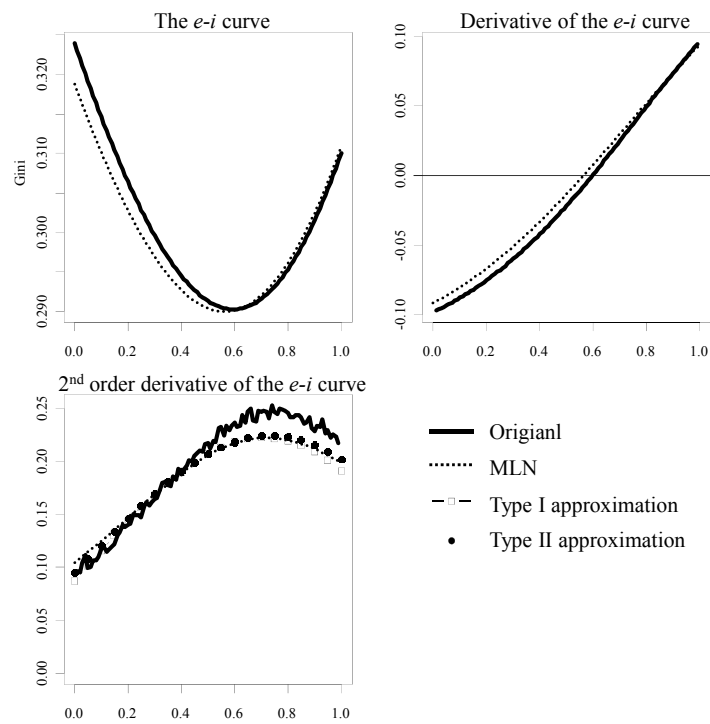 The e-i curve
Derivative of the e-i curve
Gini
0.320
0.310
0.300
0.290
0.0 0.2 0.4 0.6 0.8 1.0
0.10
0.05
0.00
-0.05
-0.10
0.0 0.2 0.4 0.6 0.8 1.0
2nd order derivative of the e-i curve
0.25
0.20
0.15
0.10
0.05
0.00
0.0 0.2 0.4 0.6 0.8 1.0
Origianl
MLN
Type I approximation
Type II approximation